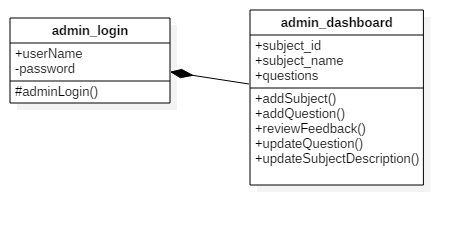 admin_login
+userName
-password
#adminLogin()
admin_dashboard
+subject_id
+subject_name
+questions
+addSubject()
+addQuestion()
+reviewFeedback()
+updateQuestion()
+updateSubjectDescription()